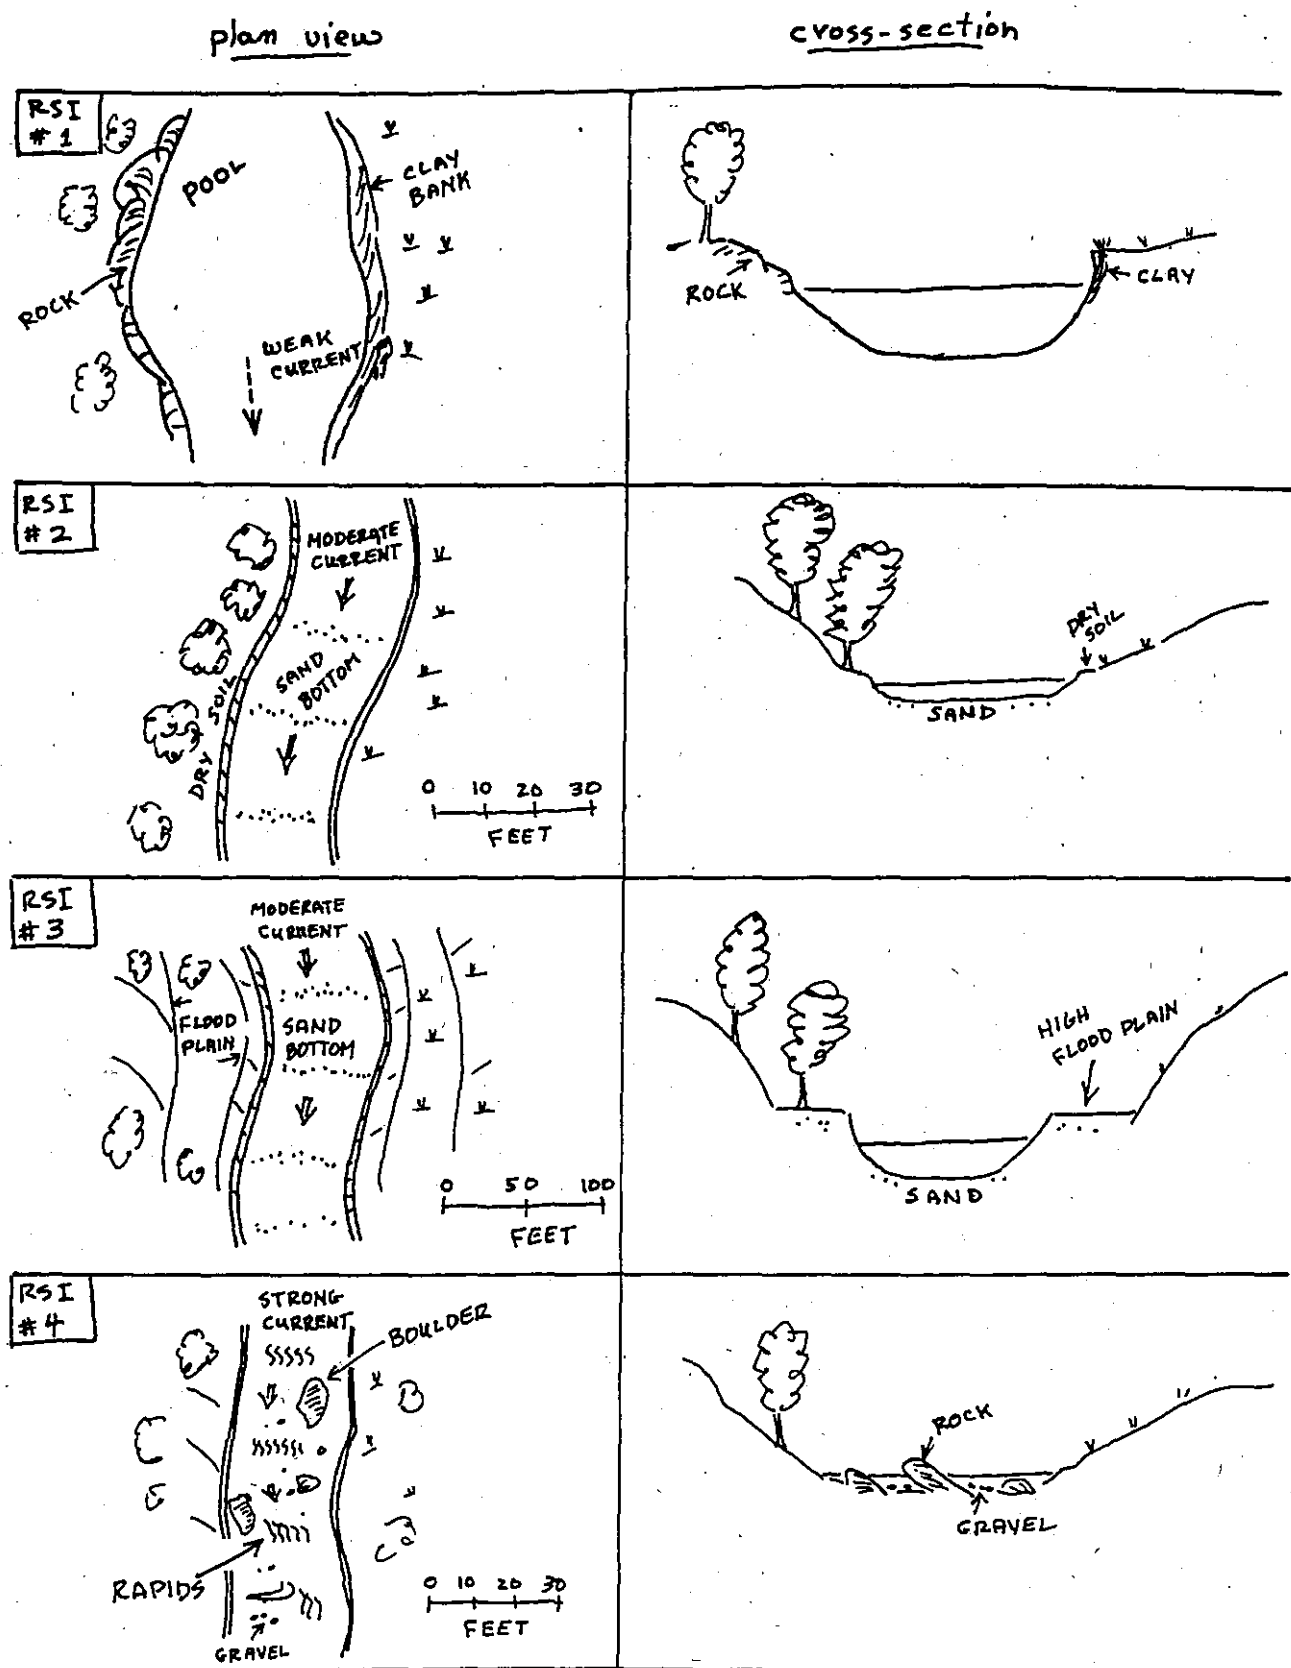 plan view
cross-section
RSI
#1
POOL
CLAY
BANK
ROCK
WEAK
CURRENT
ROCK
CLAY
RSI
#2
MODERATE
CURRENT
SAND
BOTTOM
DRY SOIL
0 10 20 30
FEET
DRY
SOIL
SAND
RSI
#3
MODERATE
CURRENT
FLOOD
PLAIN
SAND
BOTTOM
0 50 100
FEET
HIGH
FLOOD PLAIN
SAND
RSI
#4
STRONG
CURRENT
BOULDER
RAPIDS
GRAVEL
0 10 20 30
FEET
ROCK
GRAVEL